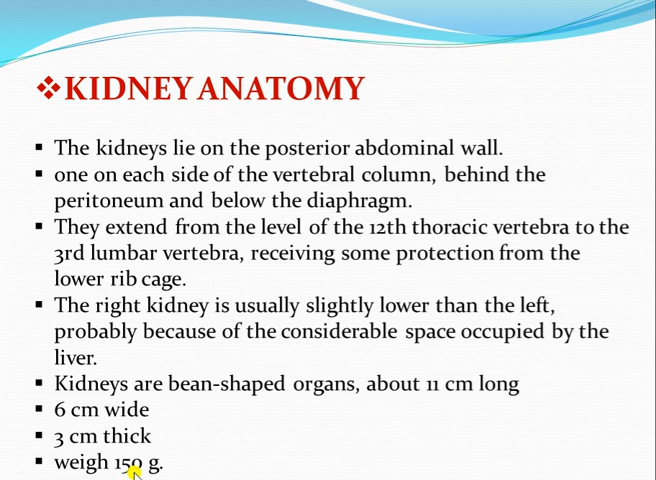 ❖KIDNEY ANATOMY
▪ The kidneys lie on the posterior abdominal wall.
▪ one on each side of the vertebral column, behind the
peritoneum and below the diaphragm.
▪ They extend from the level of the 12th thoracic vertebra to the
3rd lumbar vertebra, receiving some protection from the
lower rib cage.
▪ The right kidney is usually slightly lower than the left,
probably because of the considerable space occupied by the
liver.
▪ Kidneys are bean-shaped organs, about 11 cm long
▪ 6 cm wide
▪ 3 cm thick
▪ weigh 150 g.